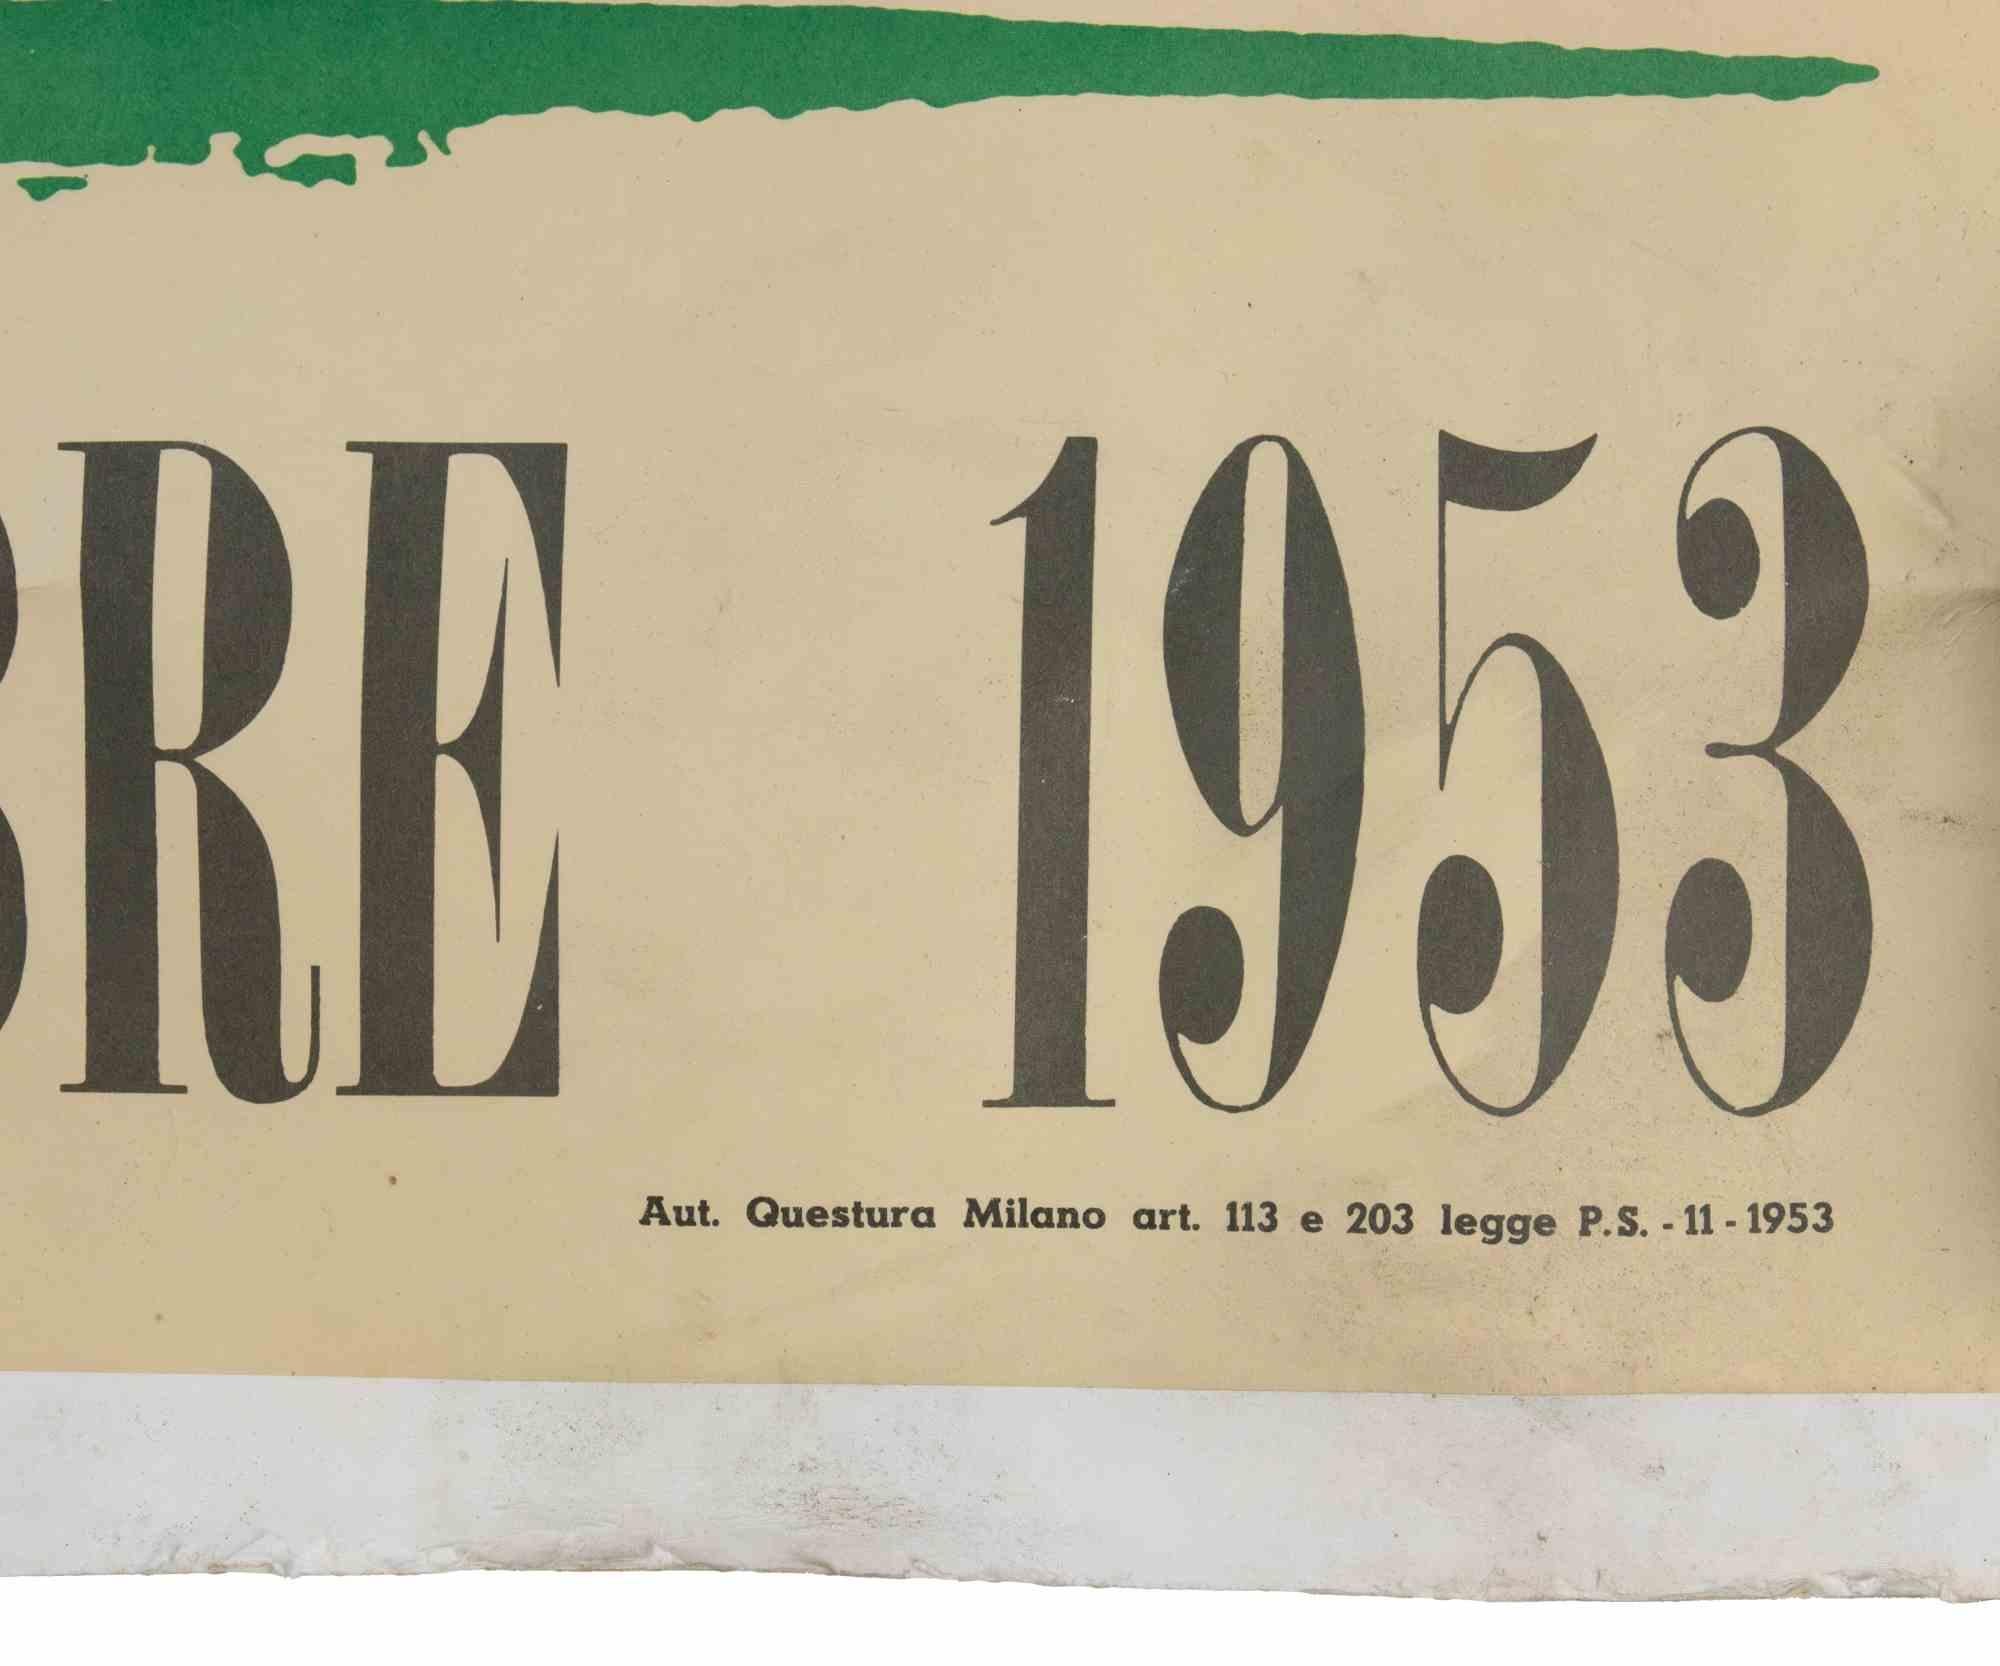 BRE 1953
Aut. Questura Milano art. 113 e 203 legge P.S. - 11 - 1953